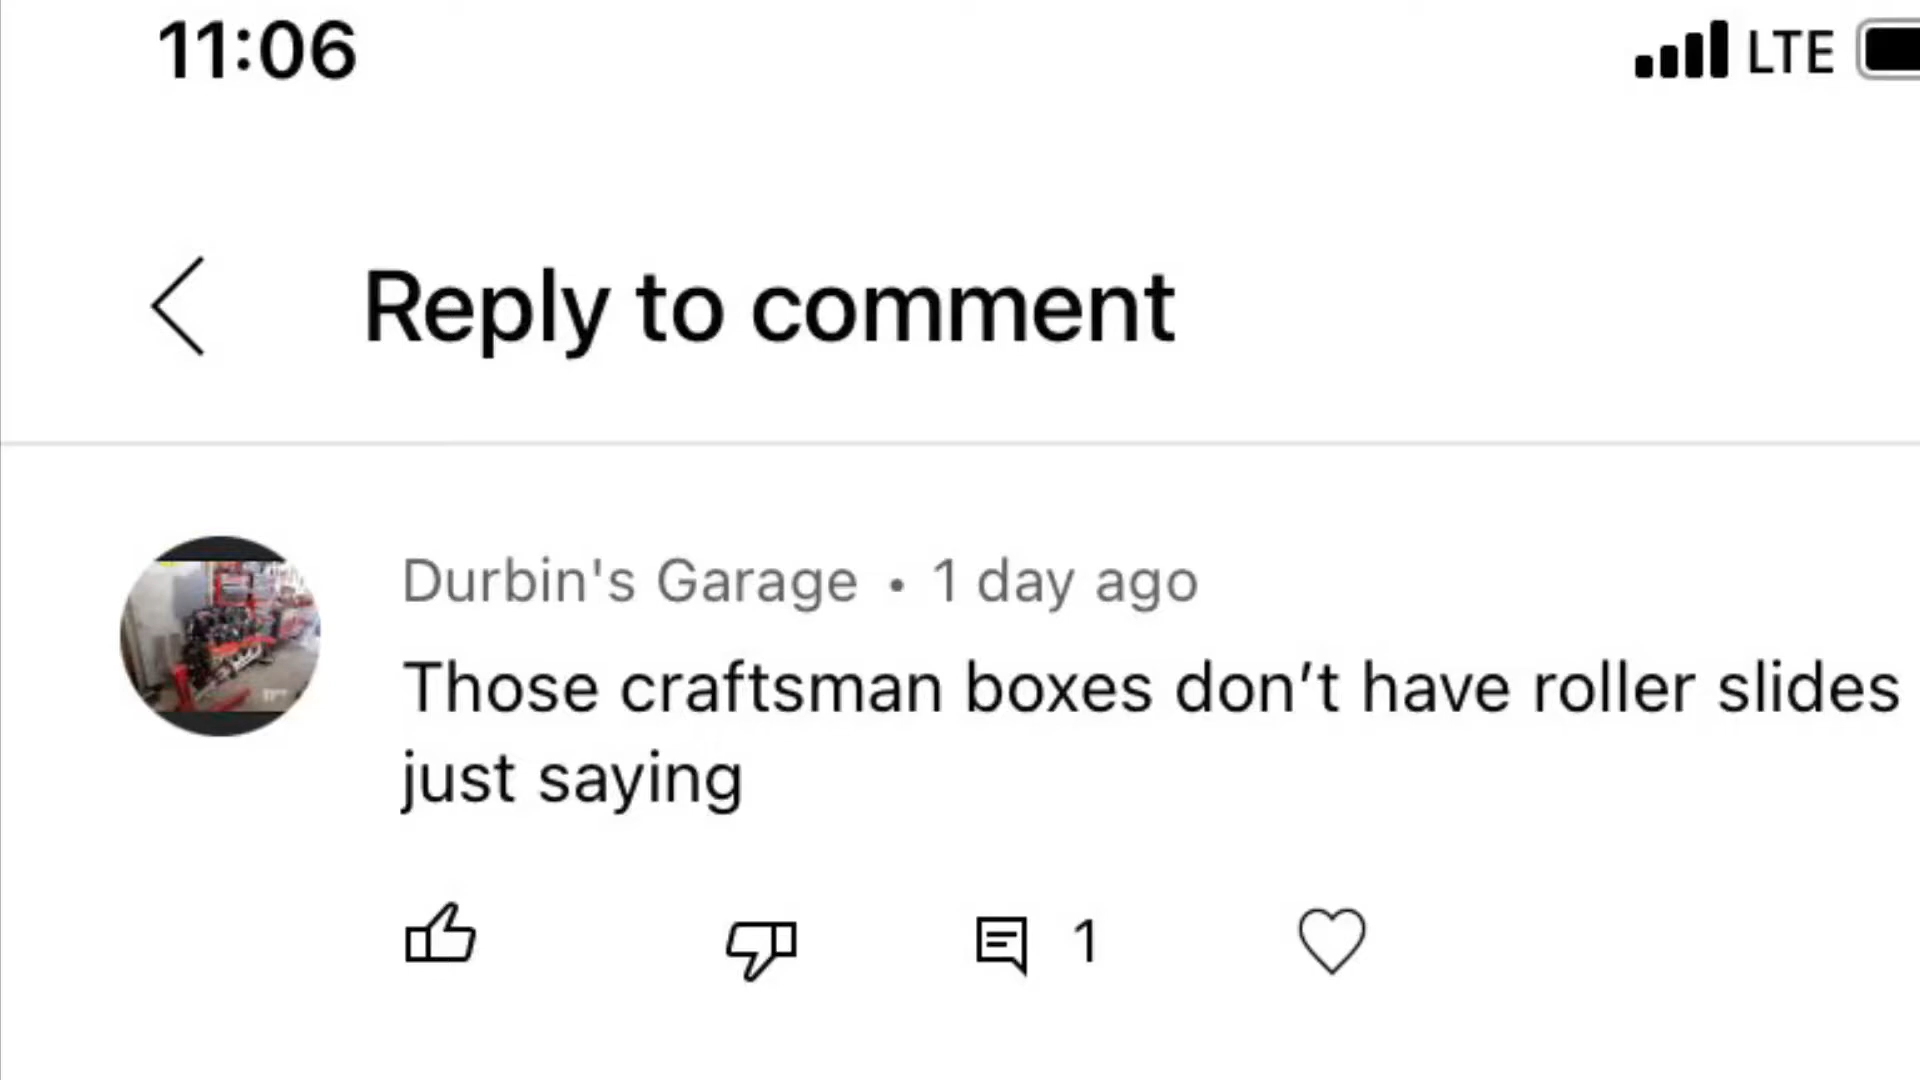 11:06 LTE
Reply to comment
Durbin's Garage • 1 day ago
Those craftsman boxes don’t have roller slides
just saying
1